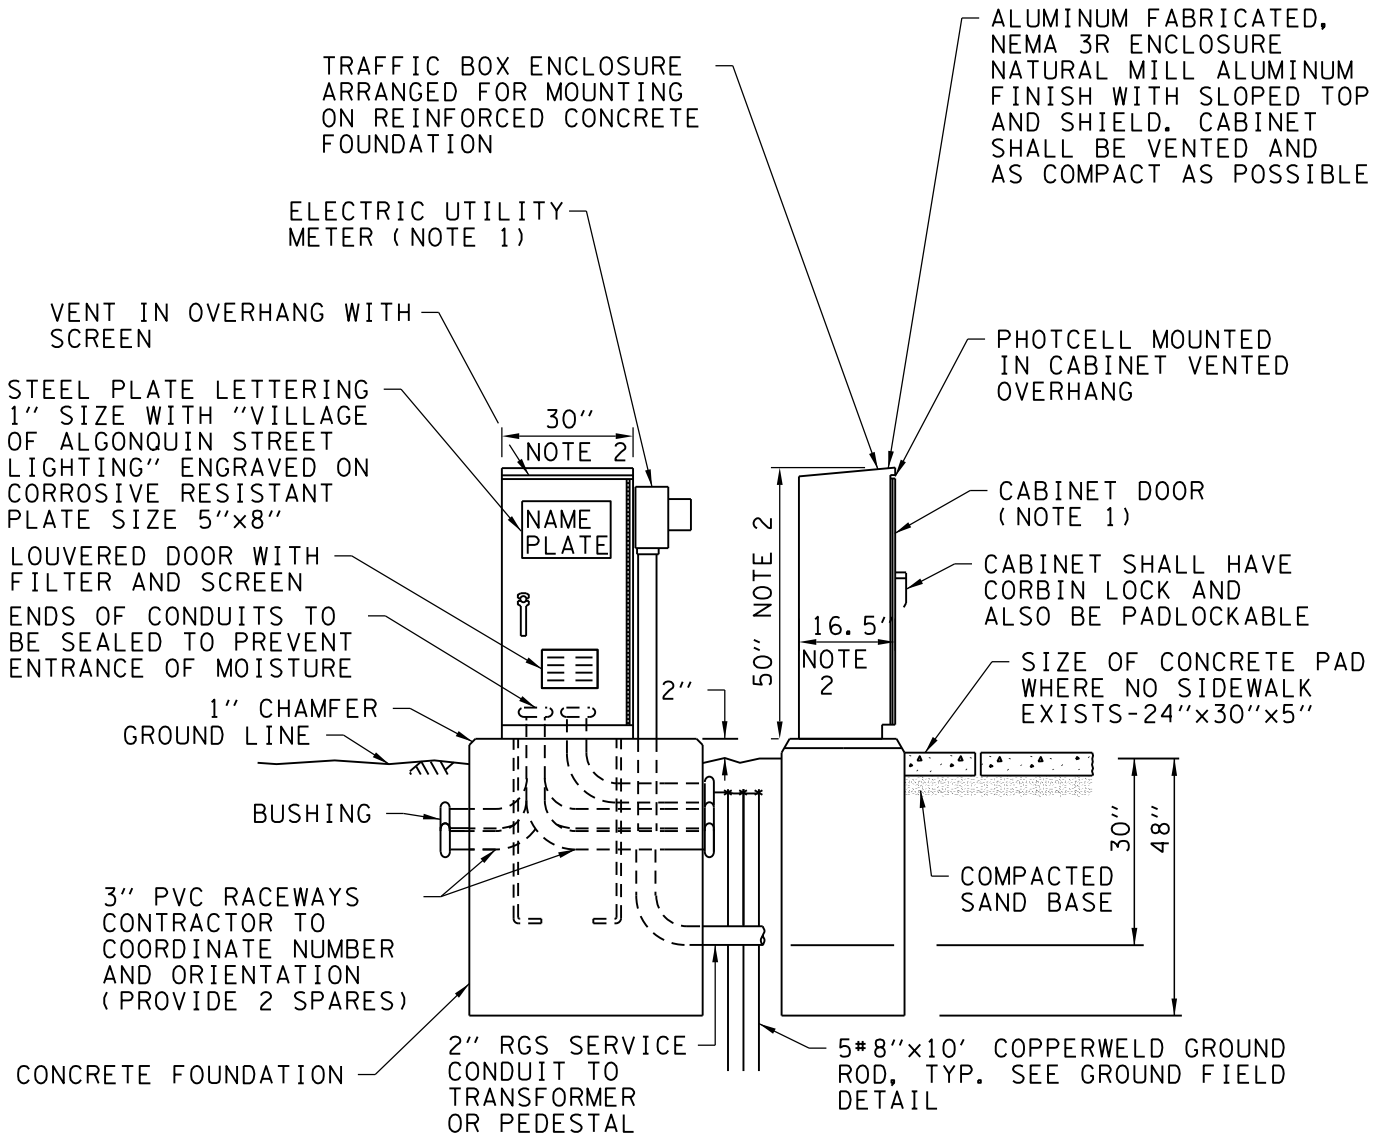 ALUMINUM FABRICATED,
NEMA 3R ENCLOSURE
NATURAL MILL ALUMINUM
FINISH WITH SLOPED TOP
AND SHIELD. CABINET
SHALL BE VENTED AND
AS COMPACT AS POSSIBLE
TRAFFIC BOX ENCLOSURE
ARRANGED FOR MOUNTING
ON REINFORCED CONCRETE
FOUNDATION
ELECTRIC UTILITY
METER (NOTE 1)
VENT IN OVERHANG WITH
SCREEN
PHOTCELL MOUNTED
IN CABINET VENTED
OVERHANG
STEEL PLATE LETTERING
1" SIZE WITH "VILLAGE
OF ALGONQUIN STREET
LIGHTING" ENGRAVED ON
CORROSIVE RESISTANT
PLATE SIZE 5"x8"
30"
NOTE 2
NAME
PLATE
50" NOTE 2
CABINET DOOR
(NOTE 1)
LOUVERED DOOR WITH
FILTER AND SCREEN
CABINET SHALL HAVE
CORBIN LOCK AND
ALSO BE PADLOCKABLE
ENDS OF CONDUITS TO
BE SEALED TO PREVENT
ENTRANCE OF MOISTURE
16.5"
NOTE
2
2"
SIZE OF CONCRETE PAD
WHERE NO SIDEWALK
EXISTS-24"x30"x5"
1" CHAMFER
GROUND LINE
BUSHING
30"
48"
COMPACTED
SAND BASE
3" PVC RACEWAYS
CONTRACTOR TO
COORDINATE NUMBER
AND ORIENTATION
(PROVIDE 2 SPARES)
CONCRETE FOUNDATION
2" RGS SERVICE
CONDUIT TO
TRANSFORMER
OR PEDESTAL
5#8"x10' COPPERWELD GROUND
ROD, TYP. SEE GROUND FIELD
DETAIL